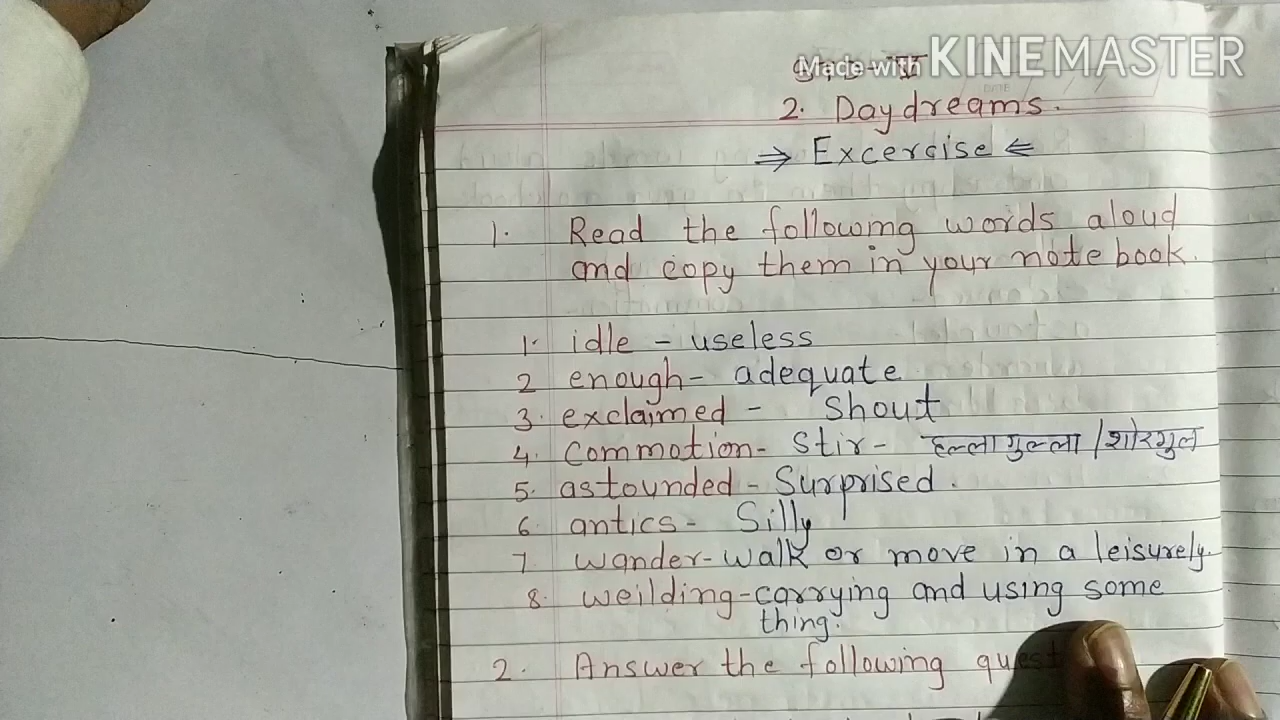 Made with KINEMASTER
2. Daydreams.
⇒ Excercise ⇐
1. Read the following words aloud
and copy them in your note book.
1. idle - useless
2 enough - adequate
3. exclaimed - Shout
4. Commotion - Stir - हल्लागुल्ला / शोरगुल
5. astounded - Surprised.
6. antics - Silly
7. wander - walk or move in a leisurely.
8. weilding - carrying and using some
thing.
2. Answer the following